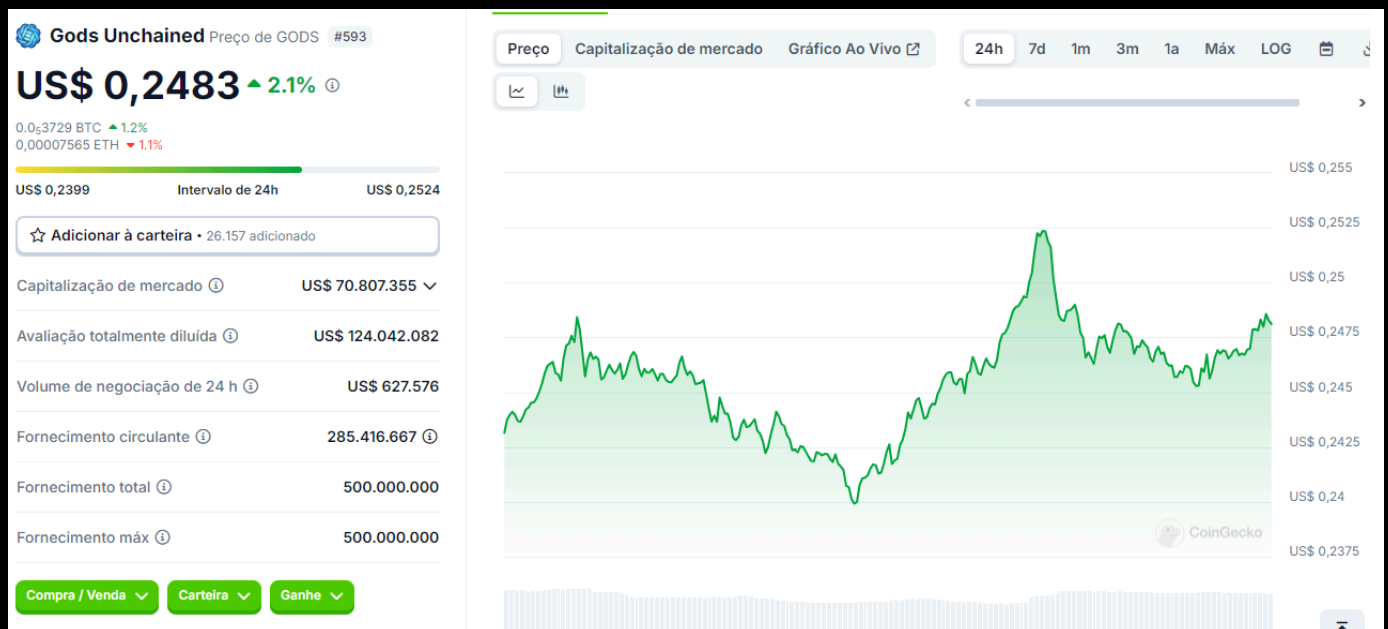 Gods Unchained Preço de GODS #593
US$ 0,2483 2.1%
0.0₅3729 BTC 1.2%
0,00007565 ETH 1.1%
US$ 0,2399 Intervalo de 24h US$ 0,2524
Adicionar à carteira • 26.157 adicionado
Capitalização de mercado US$ 70.807.355
Avaliação totalmente diluída US$ 124.042.082
Volume de negociação de 24 h US$ 627.576
Fornecimento circulante 285.416.667
Fornecimento total 500.000.000
Fornecimento máx 500.000.000
Compra / Venda Carteira Ganhe
Preço Capitalização de mercado Gráfico Ao Vivo
24h 7d 1m 3m 1a Máx LOG
US$ 0,255
US$ 0,2525
US$ 0,25
US$ 0,2475
US$ 0,245
US$ 0,2425
US$ 0,24
CoinGecko
US$ 0,2375